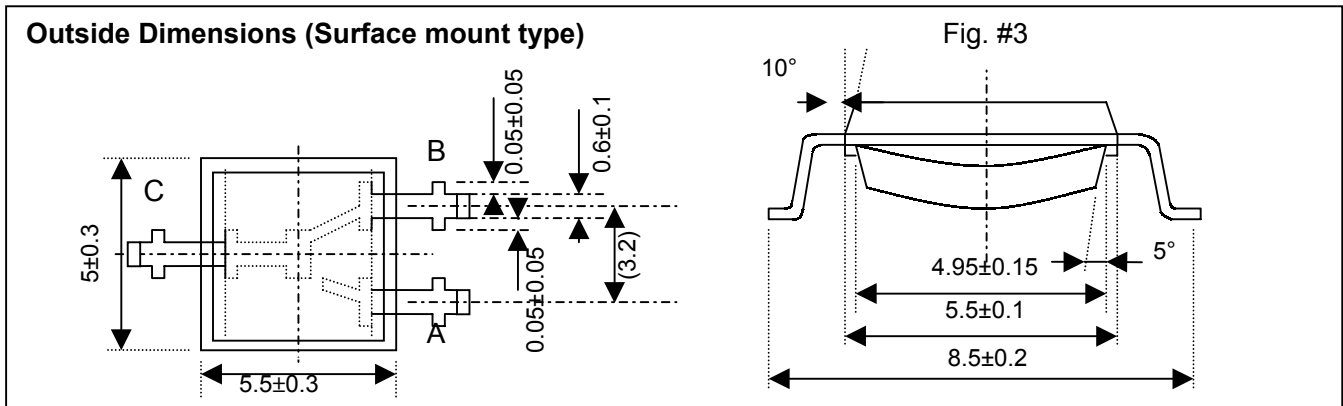 Outside Dimensions (Surface mount type)
Fig. #3
0.05±0.05
0.6±0.1
B
C
5±0.3
(3.2)
0.05±0.05
A
5.5±0.3
10°
5°
4.95±0.15
5.5±0.1
8.5±0.2